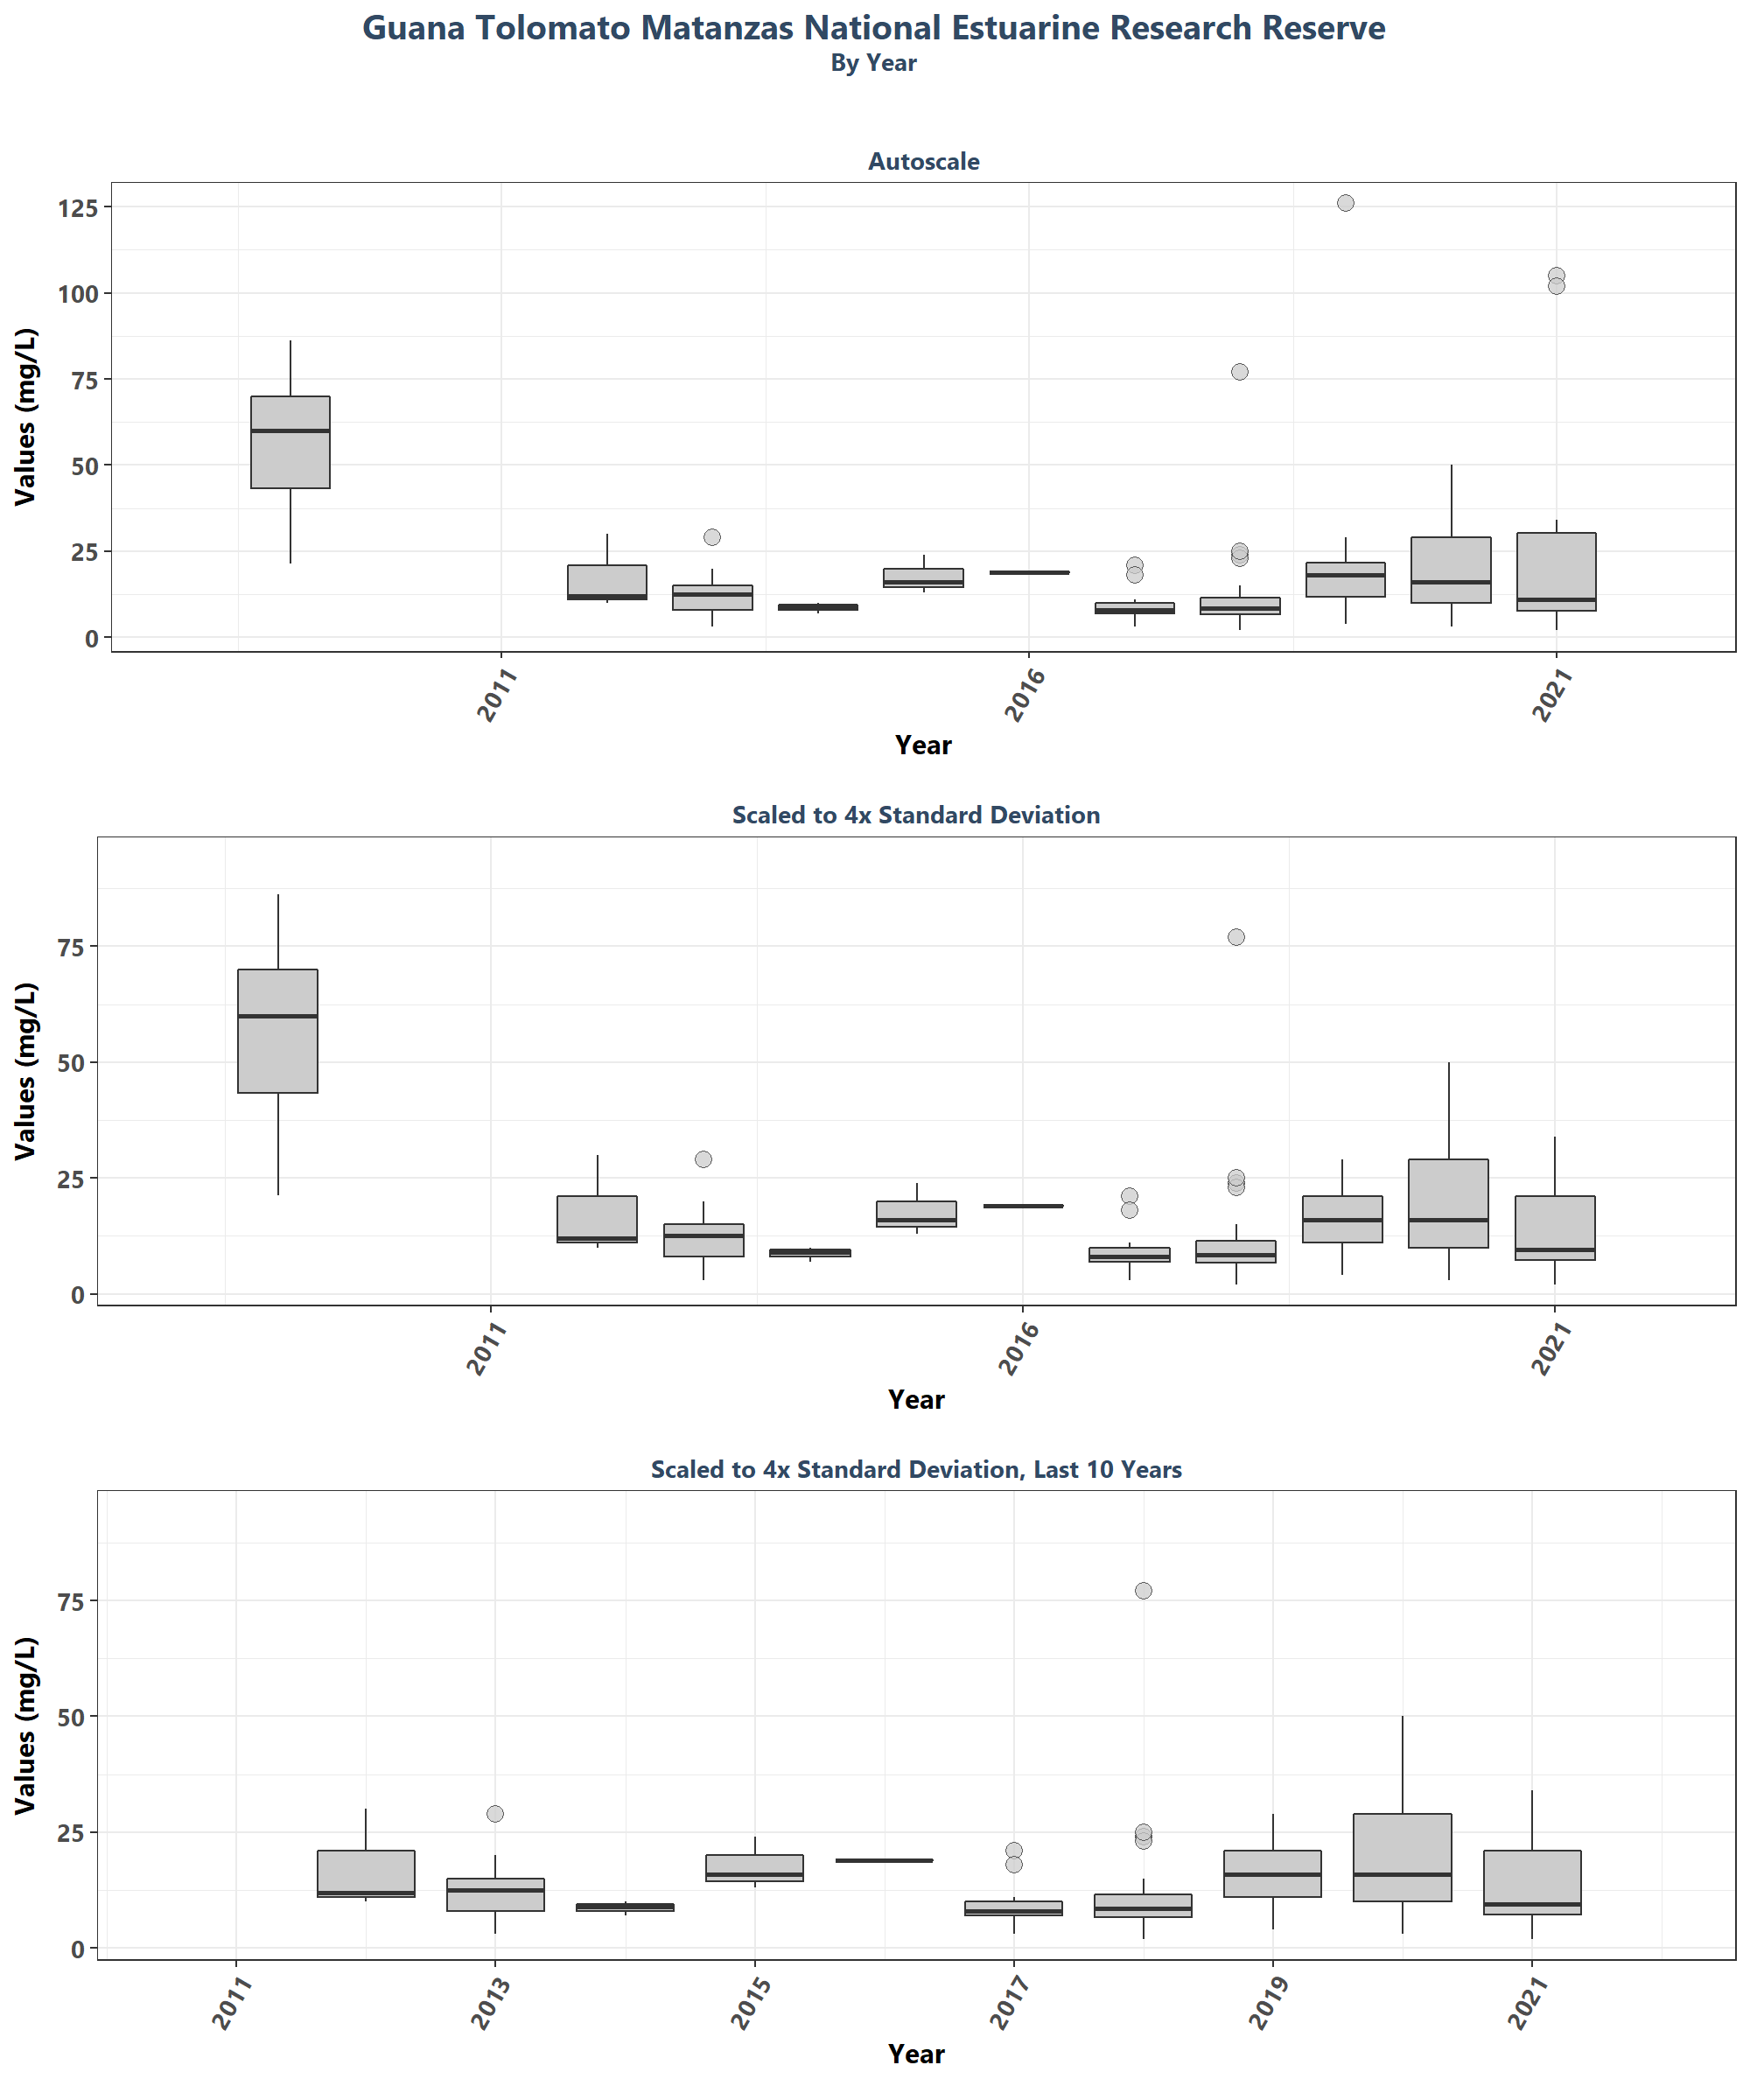 Guana Tolomato Matanzas National Estuarine Research Reserve
By Year
Autoscale
Values (mg/L)
125
100
75
50
25
0
2011
2016
2021
Year
Scaled to 4x Standard Deviation
Values (mg/L)
75
50
25
0
2011
2016
2021
Year
Scaled to 4x Standard Deviation, Last 10 Years
Values (mg/L)
75
50
25
0
2011
2013
2015
2017
2019
2021
Year